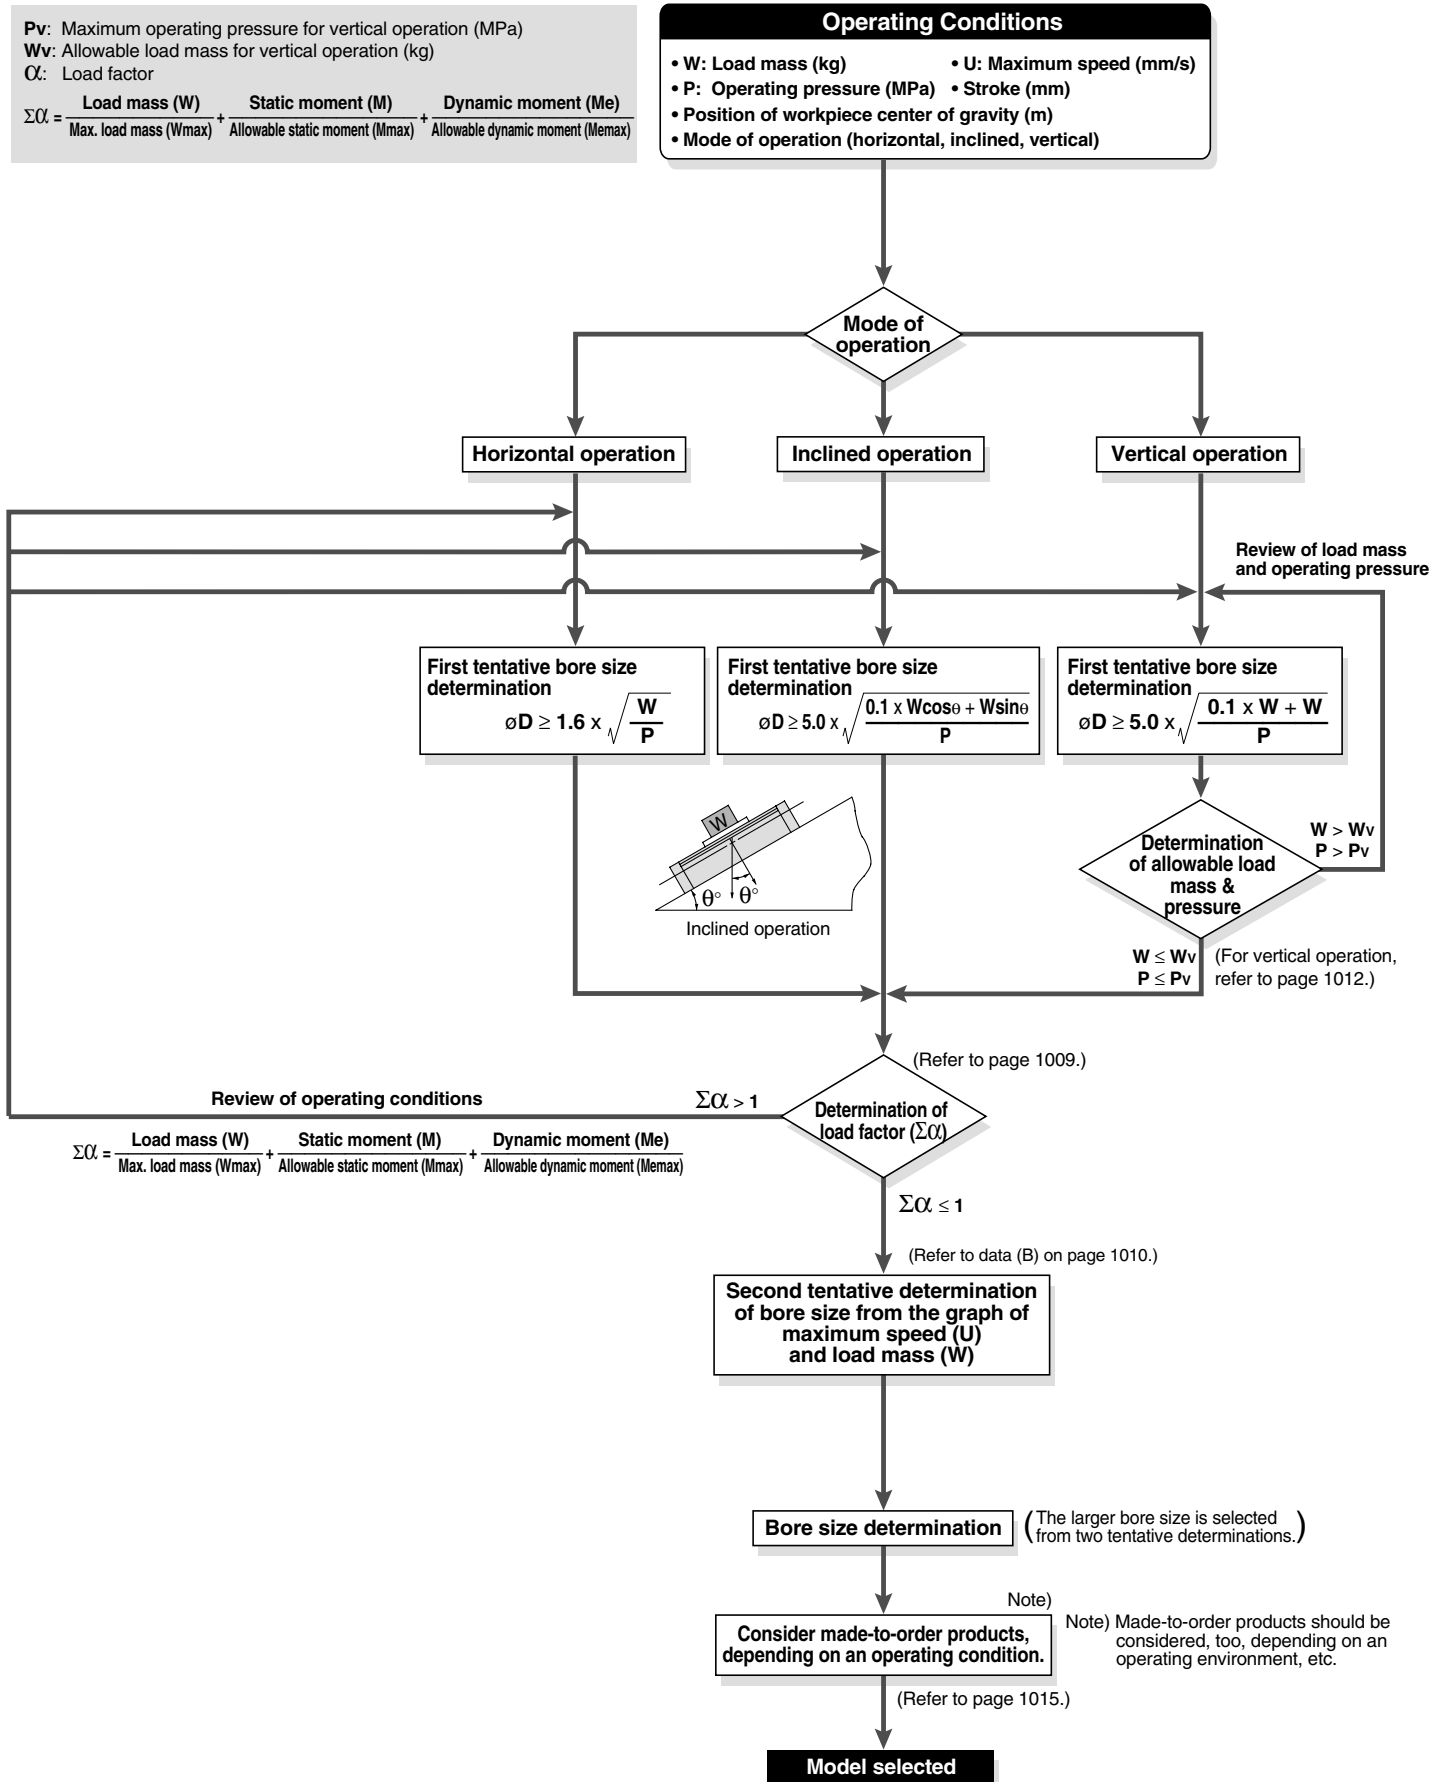 Pv: Maximum operating pressure for vertical operation (MPa)
Wv: Allowable load mass for vertical operation (kg)
α: Load factor
Σα = Load mass (W) / Max. load mass (Wmax) + Static moment (M) / Allowable static moment (Mmax) + Dynamic moment (Me) / Allowable dynamic moment (Memax)
Operating Conditions
• W: Load mass (kg) • U: Maximum speed (mm/s)
• P: Operating pressure (MPa) • Stroke (mm)
• Position of workpiece center of gravity (m)
• Mode of operation (horizontal, inclined, vertical)
Mode of
operation
Horizontal operation
Inclined operation
Vertical operation
Review of load mass
and operating pressure
First tentative bore size
determination
øD ≥ 1.6 x √ W / P
First tentative bore size
determination
øD ≥ 5.0 x √ 0.1 x Wcosθ + Wsinθ / P
First tentative bore size
determination
øD ≥ 5.0 x √ 0.1 x W + W / P
W
θ° θ°
Inclined operation
Determination
of allowable load
mass &
pressure
W > Wv
P > Pv
W ≤ Wv
P ≤ Pv
(For vertical operation,
refer to page 1012.)
(Refer to page 1009.)
Determination of
load factor (Σα)
Review of operating conditions
Σα > 1
Σα = Load mass (W) / Max. load mass (Wmax) + Static moment (M) / Allowable static moment (Mmax) + Dynamic moment (Me) / Allowable dynamic moment (Memax)
Σα ≤ 1
(Refer to data (B) on page 1010.)
Second tentative determination
of bore size from the graph of
maximum speed (U)
and load mass (W)
Bore size determination
(The larger bore size is selected
from two tentative determinations.)
Note)
Consider made-to-order products,
depending on an operating condition.
Note) Made-to-order products should be
considered, too, depending on an
operating environment, etc.
(Refer to page 1015.)
Model selected